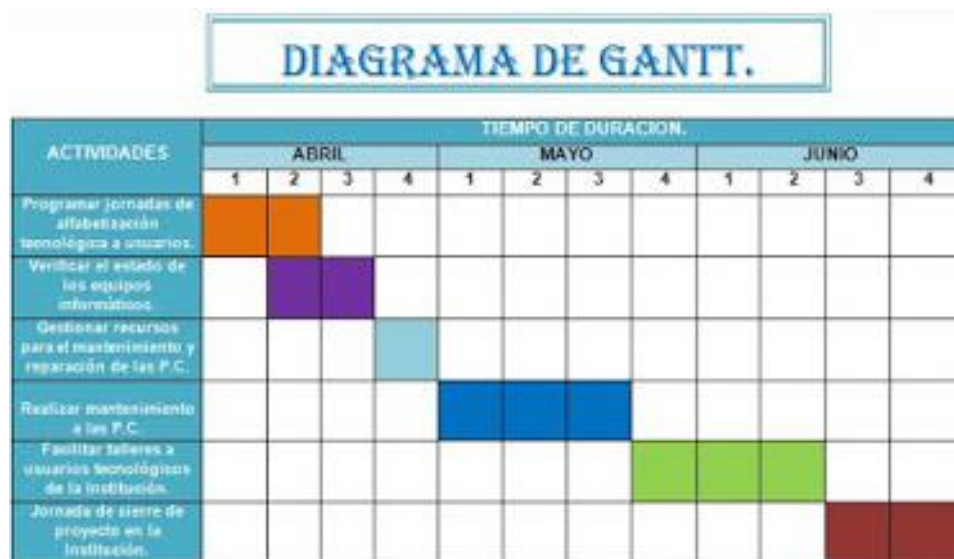 DIAGRAMA DE GANTT.
ACTIVIDADES
TIEMPO DE DURACION.
ABRIL MAYO JUNIO
1 2 3 4 1 2 3 4 1 2 3 4
Programar jornadas de
alfabetización
tecnológica a usuarios.
Verificar el estado de
los equipos
informáticos.
Gestionar recursos
para el mantenimiento y
reparación de las P.C.
Realizar mantenimiento
a las P.C.
Facilitar talleres a
usuarios tecnológicos
de la Institución.
Jornada de sierre de
proyecto en la
Institución.